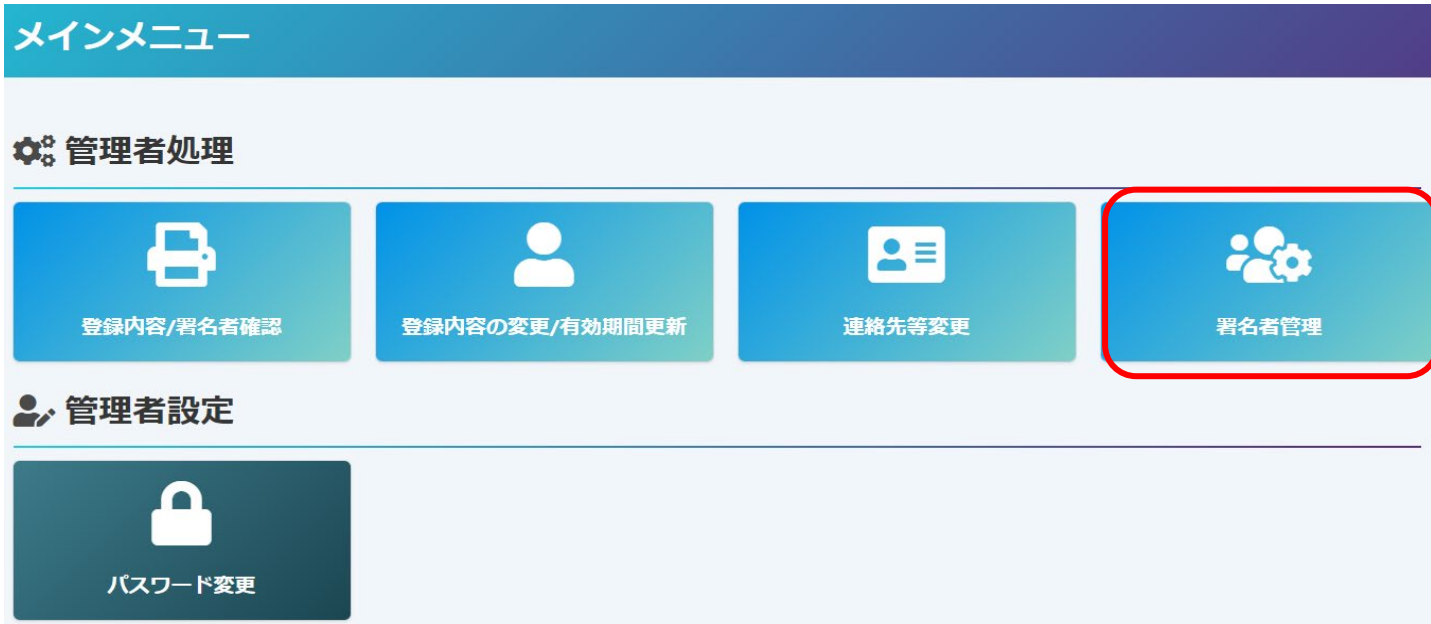 メインメニュー
管理者処理
登録内容/署名者確認
登録内容の変更/有効期間更新
連絡先等変更
署名者管理
管理者設定
パスワード変更